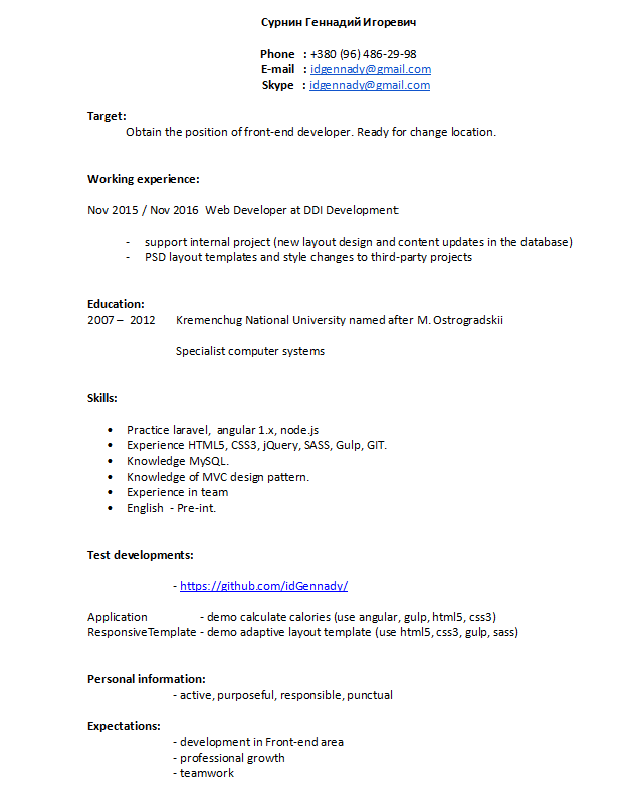 Сурнин Геннадий Игоревич
Phone : +380 (96) 486-29-98
E-mail : idgennady@gmail.com
Skype : idgennady@gmail.com
Target:
Obtain the position of front-end developer. Ready for change location.
Working experience:
Nov 2015 / Nov 2016 Web Developer at DDI Development:
- support internal project (new layout design and content updates in the database)
- PSD layout templates and style changes to third-party projects
Education:
2007 – 2012 Kremenchug National University named after M. Ostrogradskii
Specialist computer systems
Skills:
• Practice laravel, angular 1.x, node.js
• Experience HTML5, CSS3, jQuery, SASS, Gulp, GIT.
• Knowledge MySQL.
• Knowledge of MVC design pattern.
• Experience in team
• English - Pre-int.
Test developments:
- https://github.com/idGennady/
Application - demo calculate calories (use angular, gulp, html5, css3)
ResponsiveTemplate - demo adaptive layout template (use html5, css3, gulp, sass)
Personal information:
- active, purposeful, responsible, punctual
Expectations:
- development in Front-end area
- professional growth
- teamwork